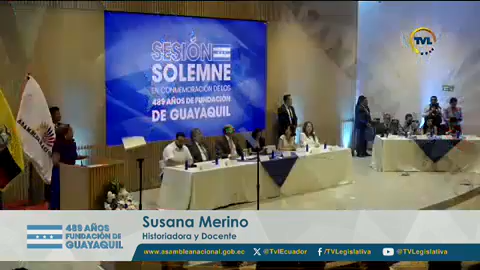 TVL
SESIÓN
SOLEMNE
EN CONMEMORACIÓN DE LOS
489 AÑOS DE FUNDACIÓN
DE GUAYAQUIL
Susana Merino
Historiadora y Docente
489 AÑOS
FUNDACIÓN DE
GUAYAQUIL
www.asambleanacional.gob.ec
TvlEcuador
/TVLegislativa
/TVLegislativa